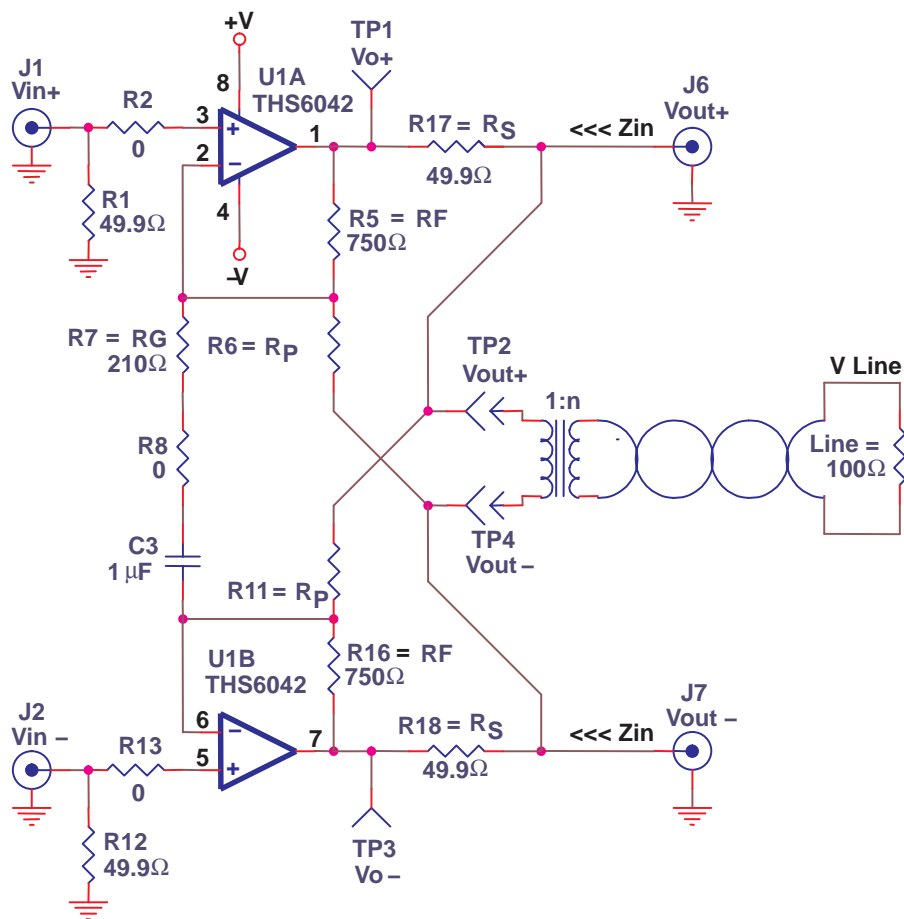 +V
TP1
Vo+
J1
Vin+
8
U1A
THS6042
J6
Vout+
R2
3
+
1
R17 = RS
<<< Zin
0
2
−
49.9Ω
R1
49.9Ω
4
R5 = RF
750Ω
–V
R7 = RG
210Ω
R6 = RP
TP2
Vout+
V Line
1:n
R8
0
Line =
100Ω
TP4
Vout –
C3
1 μF
R11 = RP
U1B
THS6042
R16 = RF
750Ω
J2
Vin –
6
−
7
R18 = RS
<<< Zin
J7
Vout –
R13
5
+
0
49.9Ω
R12
49.9Ω
TP3
Vo –